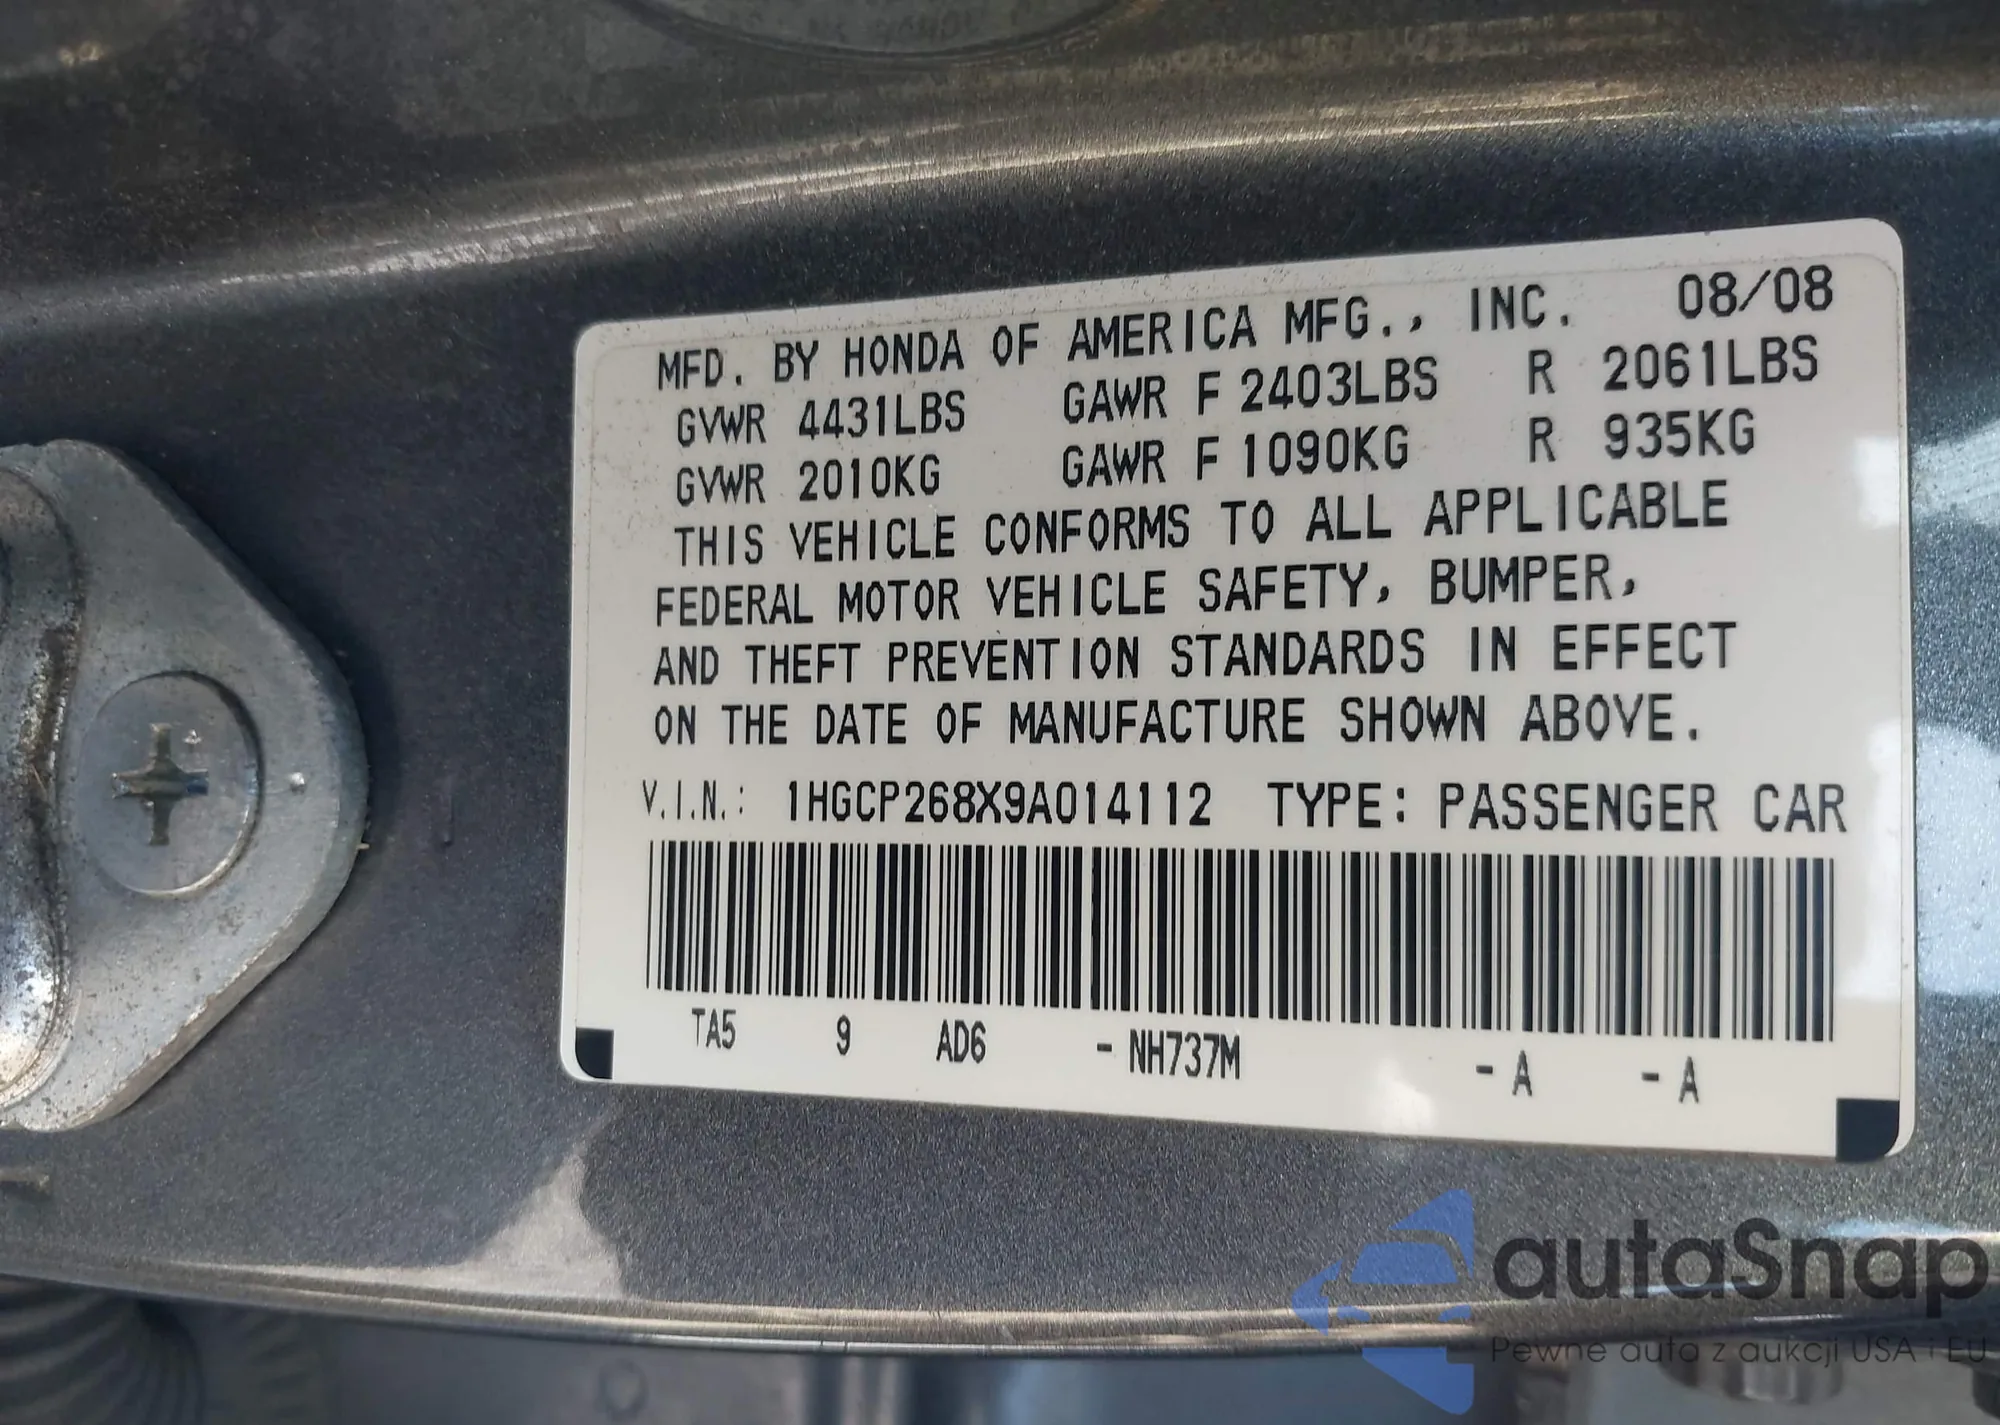 MFD. BY HONDA OF AMERICA MFG., INC. 08/08
GVWR 4431LBS GAWR F 2403LBS R 2061LBS
GVWR 2010KG GAWR F 1090KG R 935KG
THIS VEHICLE CONFORMS TO ALL APPLICABLE
FEDERAL MOTOR VEHICLE SAFETY, BUMPER,
AND THEFT PREVENTION STANDARDS IN EFFECT
ON THE DATE OF MANUFACTURE SHOWN ABOVE.
V.I.N.: 1HGCP268X9A014112 TYPE: PASSENGER CAR
TA5 9 AD6 -NH737M -A -A
autaSnap
Pewne auta z aukcji USA i EU